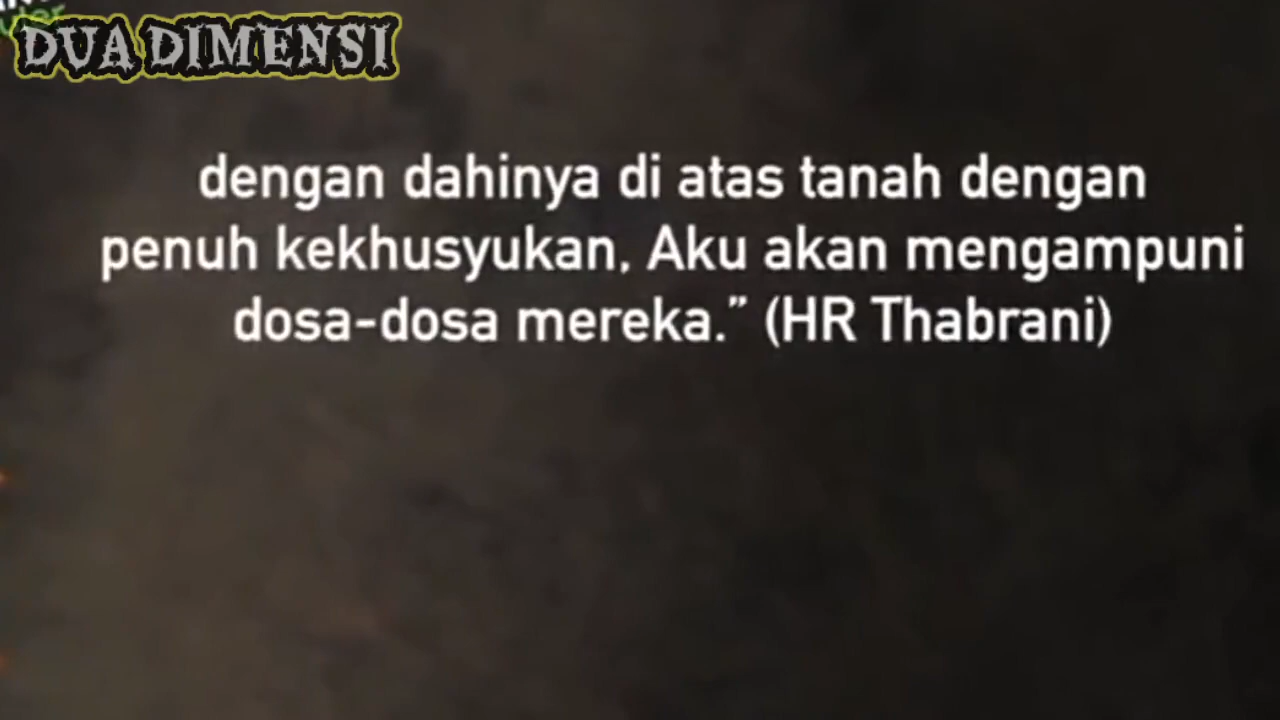 DUA DIMENSI
dengan dahinya di atas tanah dengan
penuh kekhusyukan, Aku akan mengampuni
dosa-dosa mereka.” (HR Thabrani)